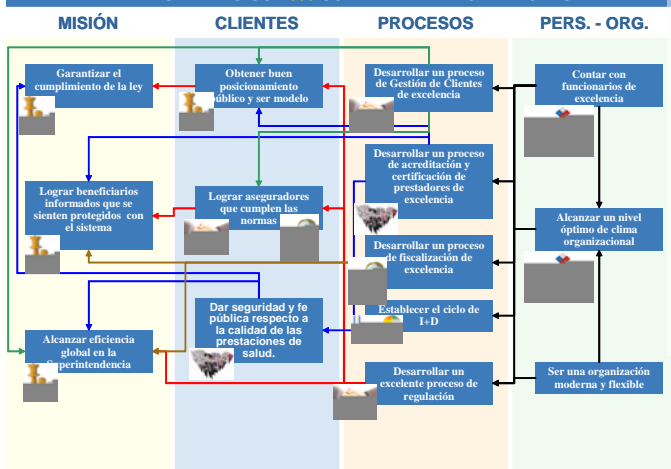 MISIÓN
CLIENTES
PROCESOS
PERS. - ORG.
Garantizar el
cumplimiento de la ley
Obtener buen
posicionamiento
público y ser modelo
Desarrollar un proceso
de Gestión de Clientes
de excelencia
Contar con
funcionarios de
excelencia
Lograr beneficiarios
informados que se
sienten protegidos con
el sistema
Lograr aseguradores
que cumplen las
normas
Desarrollar un proceso
de acreditación y
certificación de
prestadores de
excelencia
Alcanzar un nivel
óptimo de clima
organizacional
Desarrollar un proceso
de fiscalización de
excelencia
Alcanzar eficiencia
global en la
Superintendencia
Dar seguridad y fe
pública respecto a
la calidad de las
prestaciones de
salud.
Establecer el ciclo de
I+D
Desarrollar un
excelente proceso de
regulación
Ser una organización
moderna y flexible